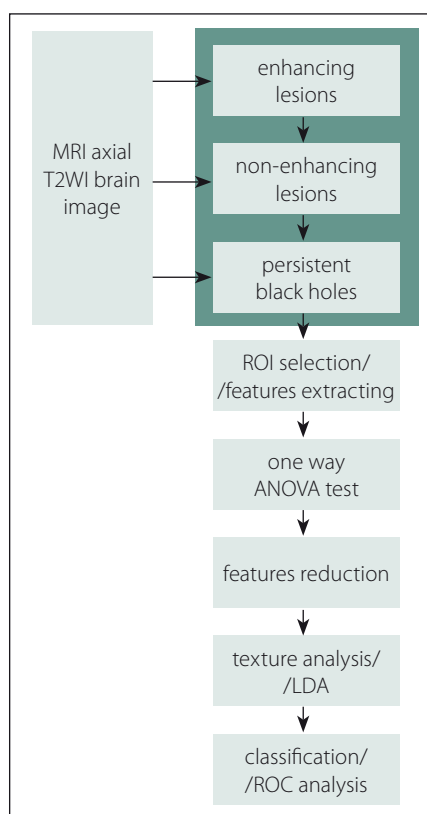 MRI axial
T2WI brain
image
enhancing
lesions
non-enhancing
lesions
persistent
black holes
ROI selection/
/features extracting
one way
ANOVA test
features reduction
texture analysis/
/LDA
classification/
/ROC analysis